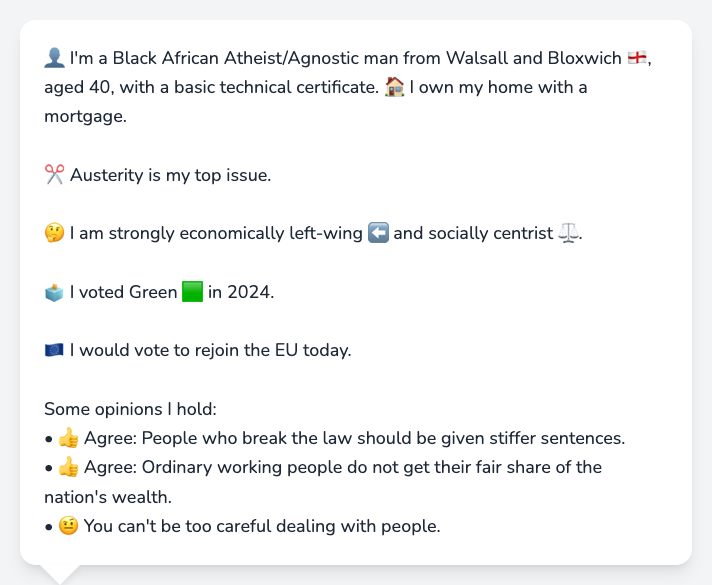 👤 I'm a Black African Atheist/Agnostic man from Walsall and Bloxwich 🏴󠁧󠁢󠁥󠁮󠁧󠁿,
aged 40, with a basic technical certificate. 🏠 I own my home with a
mortgage.
✂️ Austerity is my top issue.
🤔 I am strongly economically left-wing ⬅️ and socially centrist ⚖️.
🗳️ I voted Green 🟩 in 2024.
🇪🇺 I would vote to rejoin the EU today.
Some opinions I hold:
• 👍 Agree: People who break the law should be given stiffer sentences.
• 👍 Agree: Ordinary working people do not get their fair share of the
nation's wealth.
• 🤨 You can't be too careful dealing with people.